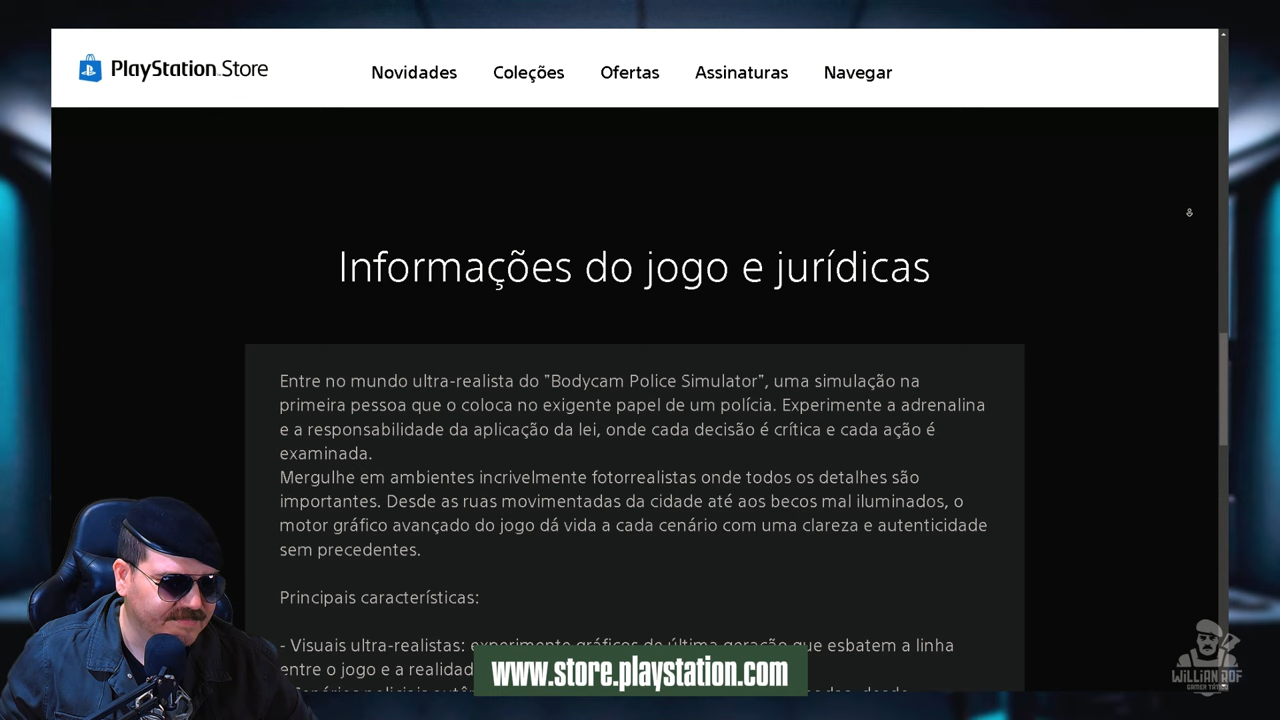 PlayStation Store
Novidades
Coleções
Ofertas
Assinaturas
Navegar
Informações do jogo e jurídicas
Entre no mundo ultra-realista do "Bodycam Police Simulator", uma simulação na
primeira pessoa que o coloca no exigente papel de um polícia. Experimente a adrenalina
e a responsabilidade da aplicação da lei, onde cada decisão é crítica e cada ação é
examinada.
Mergulhe em ambientes incrivelmente fotorrealistas onde todos os detalhes são
importantes. Desde as ruas movimentadas da cidade até aos becos mal iluminados, o
motor gráfico avançado do jogo dá vida a cada cenário com uma clareza e autenticidade
sem precedentes.
Principais características:
- Visuais ultra-realistas: experimente gráficos de última geração que esbatem a linha
entre o jogo e a realidad
www.store.playstation.com
WILLIAN ROF